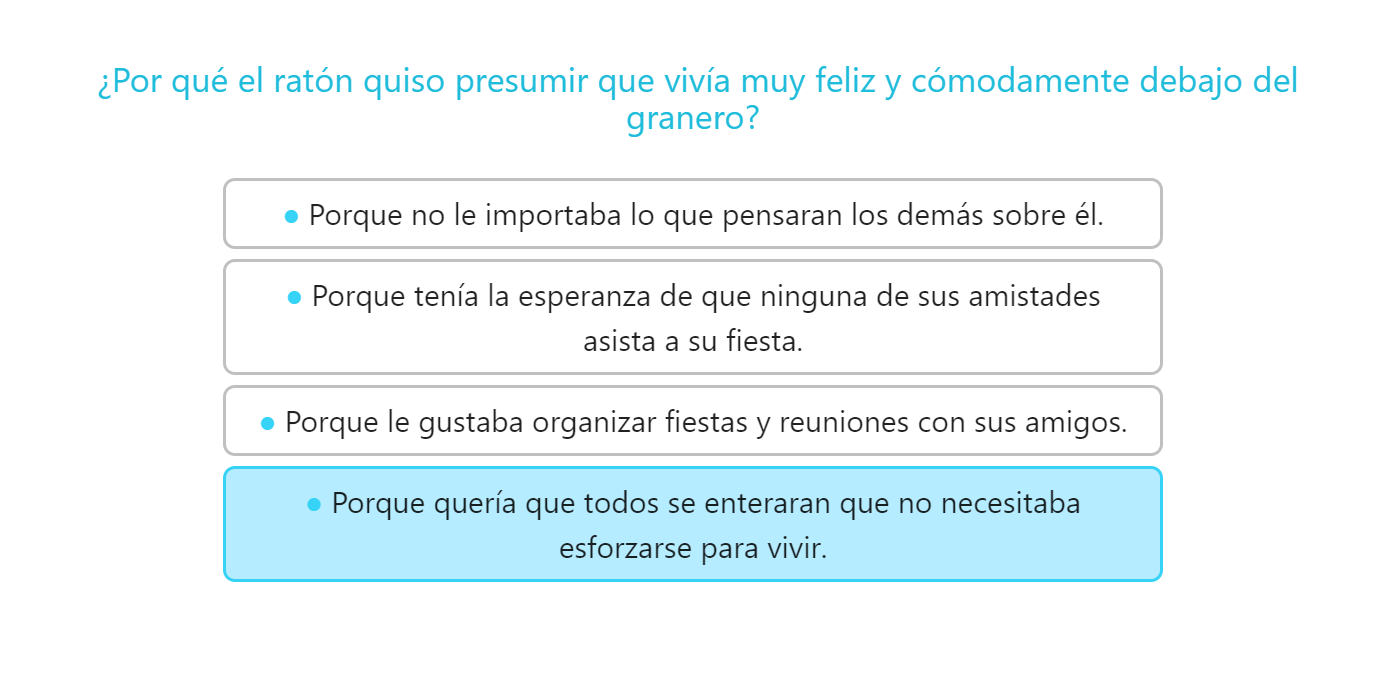 ¿Por qué el ratón quiso presumir que vivía muy feliz y cómodamente debajo del
granero?
● Porque no le importaba lo que pensaran los demás sobre él.
● Porque tenía la esperanza de que ninguna de sus amistades
asista a su fiesta.
● Porque le gustaba organizar fiestas y reuniones con sus amigos.
● Porque quería que todos se enteraran que no necesitaba
esforzarse para vivir.